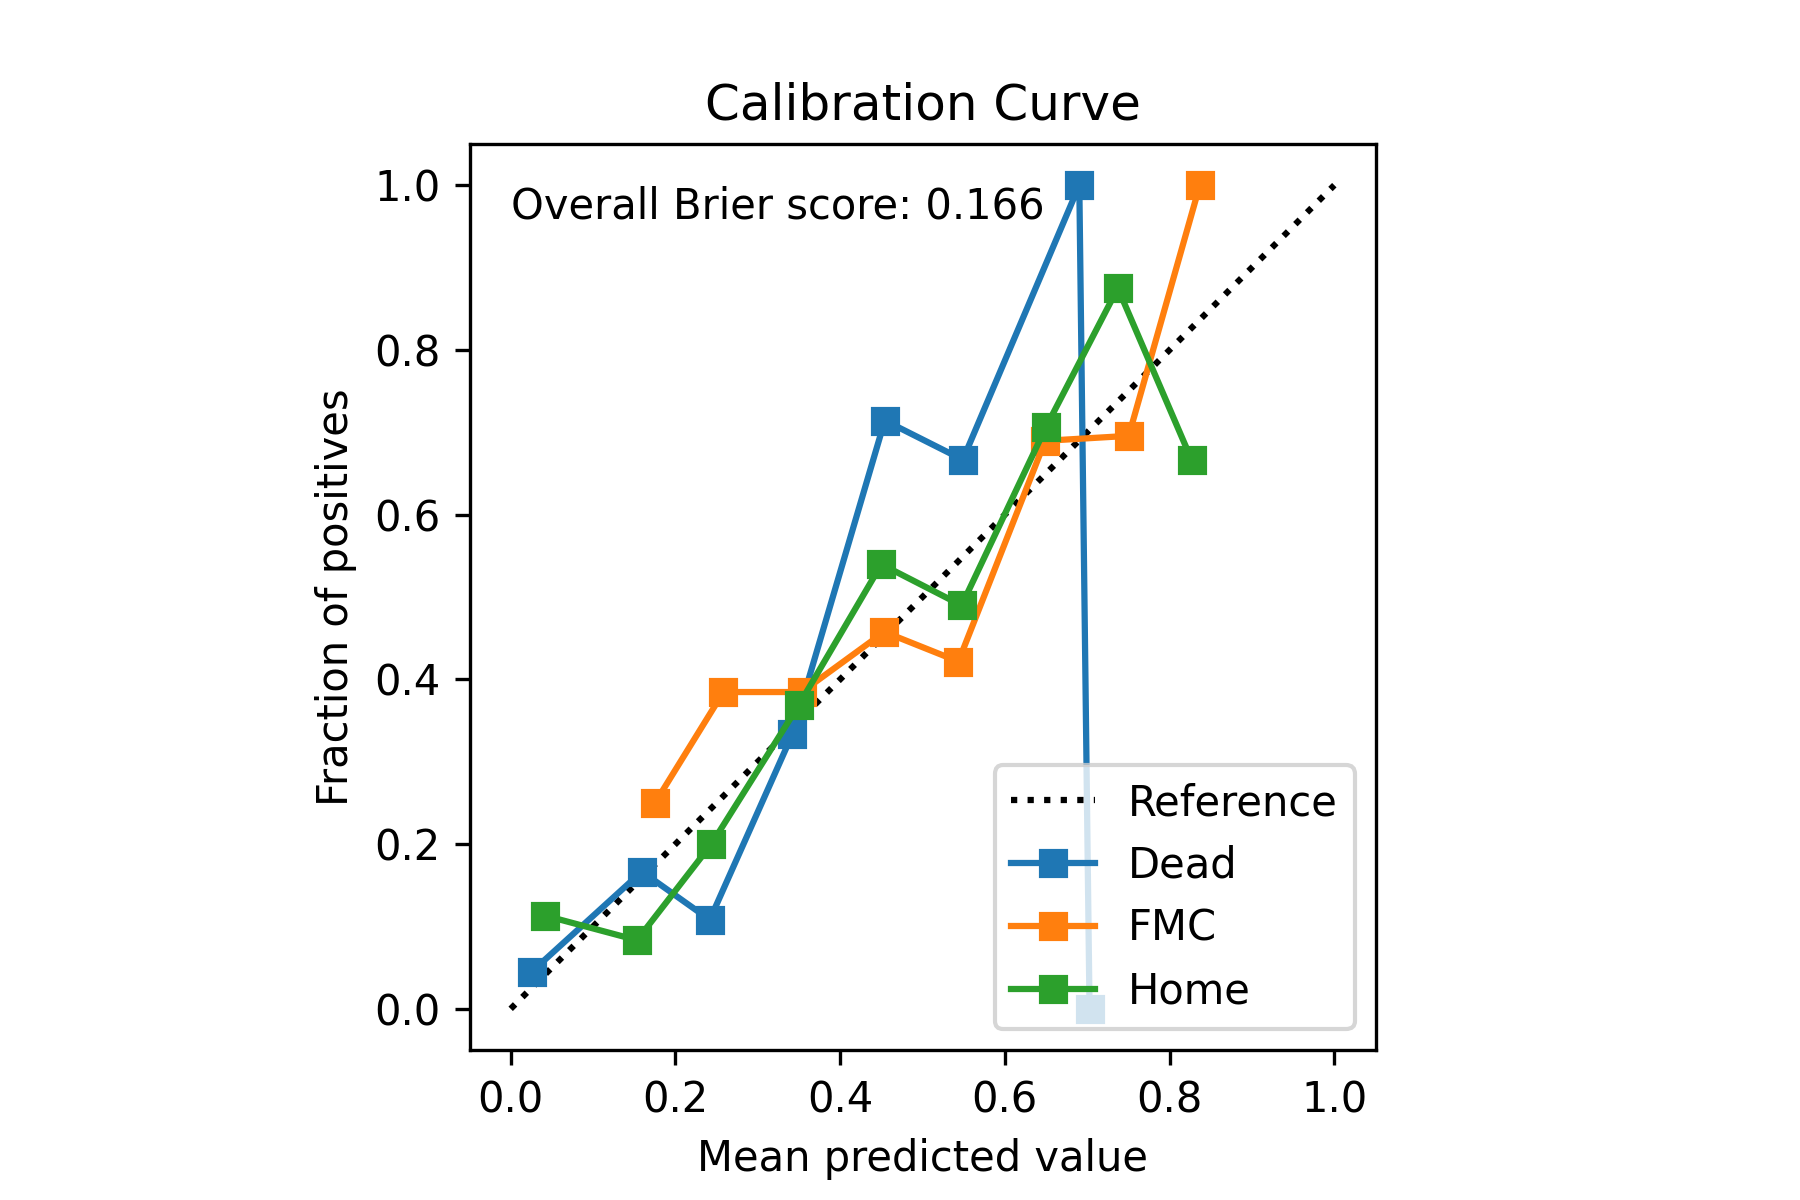 Calibration Curve
Overall Brier score: 0.166
1.0
0.8
0.6
0.4
0.2
0.0
Fraction of positives
Reference
Dead
FMC
Home
0.0 0.2 0.4 0.6 0.8 1.0
Mean predicted value